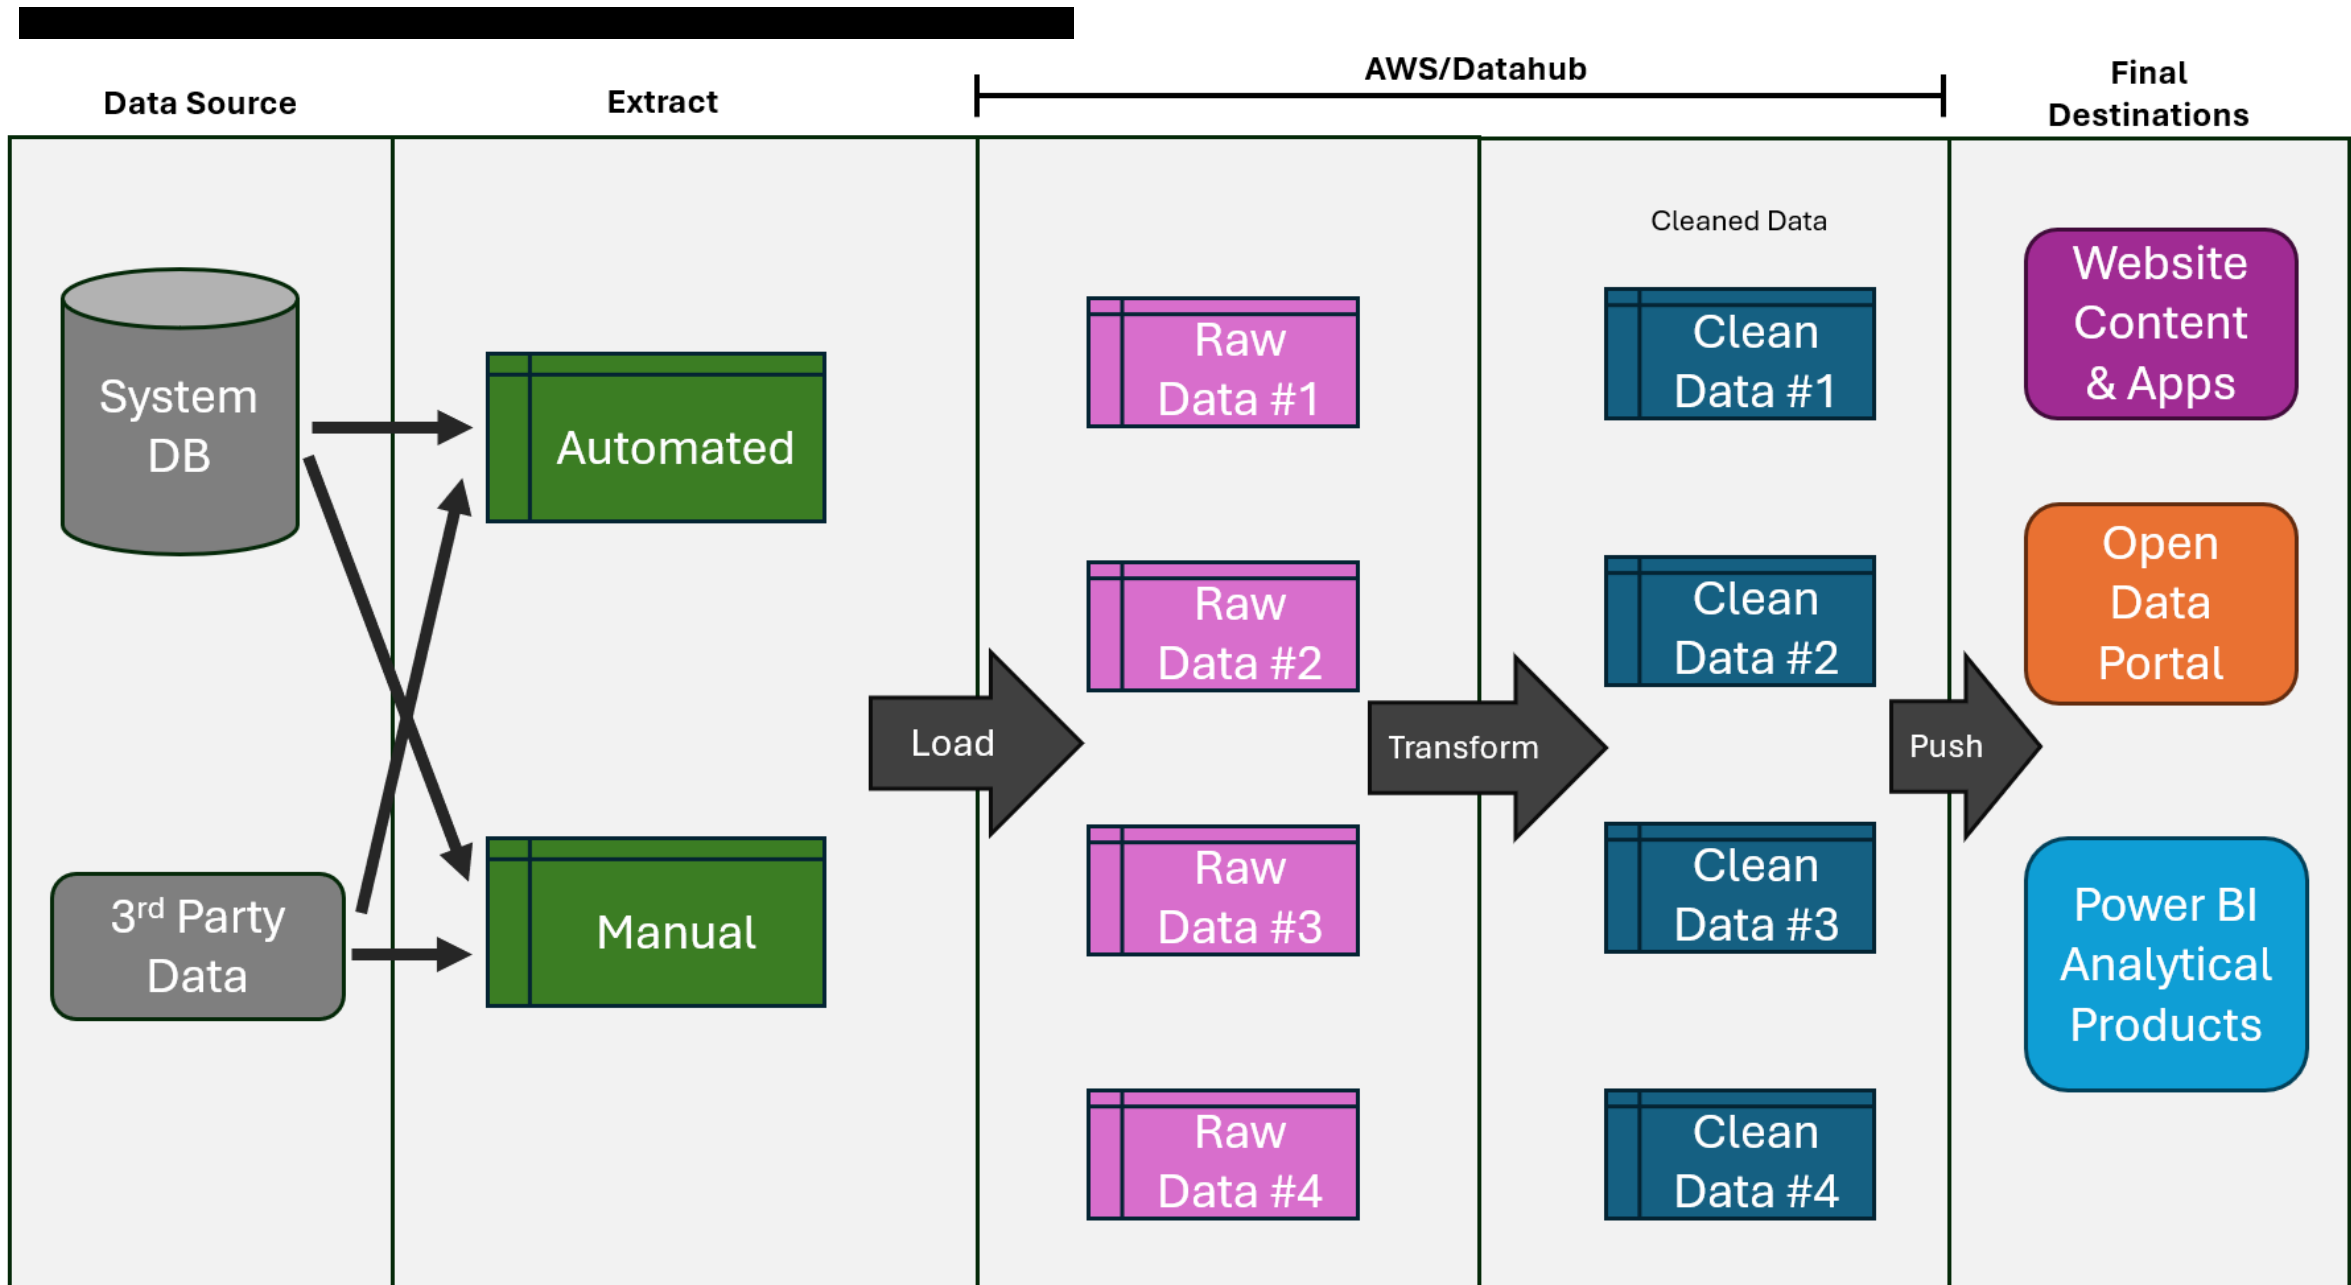 Data Source
Extract
AWS/Datahub
Final
Destinations
System
DB
3rd Party
Data
Automated
Manual
Load
Raw
Data #1
Raw
Data #2
Raw
Data #3
Raw
Data #4
Transform
Cleaned Data
Clean
Data #1
Clean
Data #2
Clean
Data #3
Clean
Data #4
Push
Website
Content
& Apps
Open
Data
Portal
Power BI
Analytical
Products